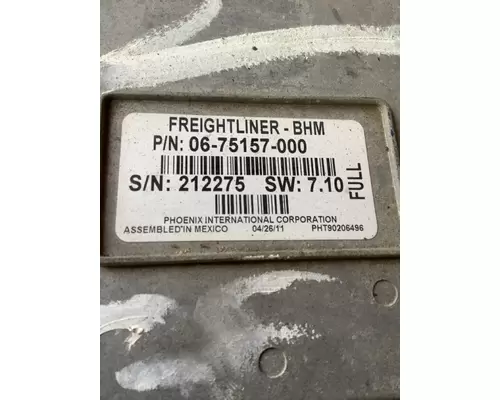 FREIGHTLINER - BHM
P/N: 06-75157-000
S/N: 212275 SW: 7.10
FULL
PHOENIX INTERNATIONAL CORPORATION
ASSEMBLED IN MEXICO 04/26/11 PHT90206496